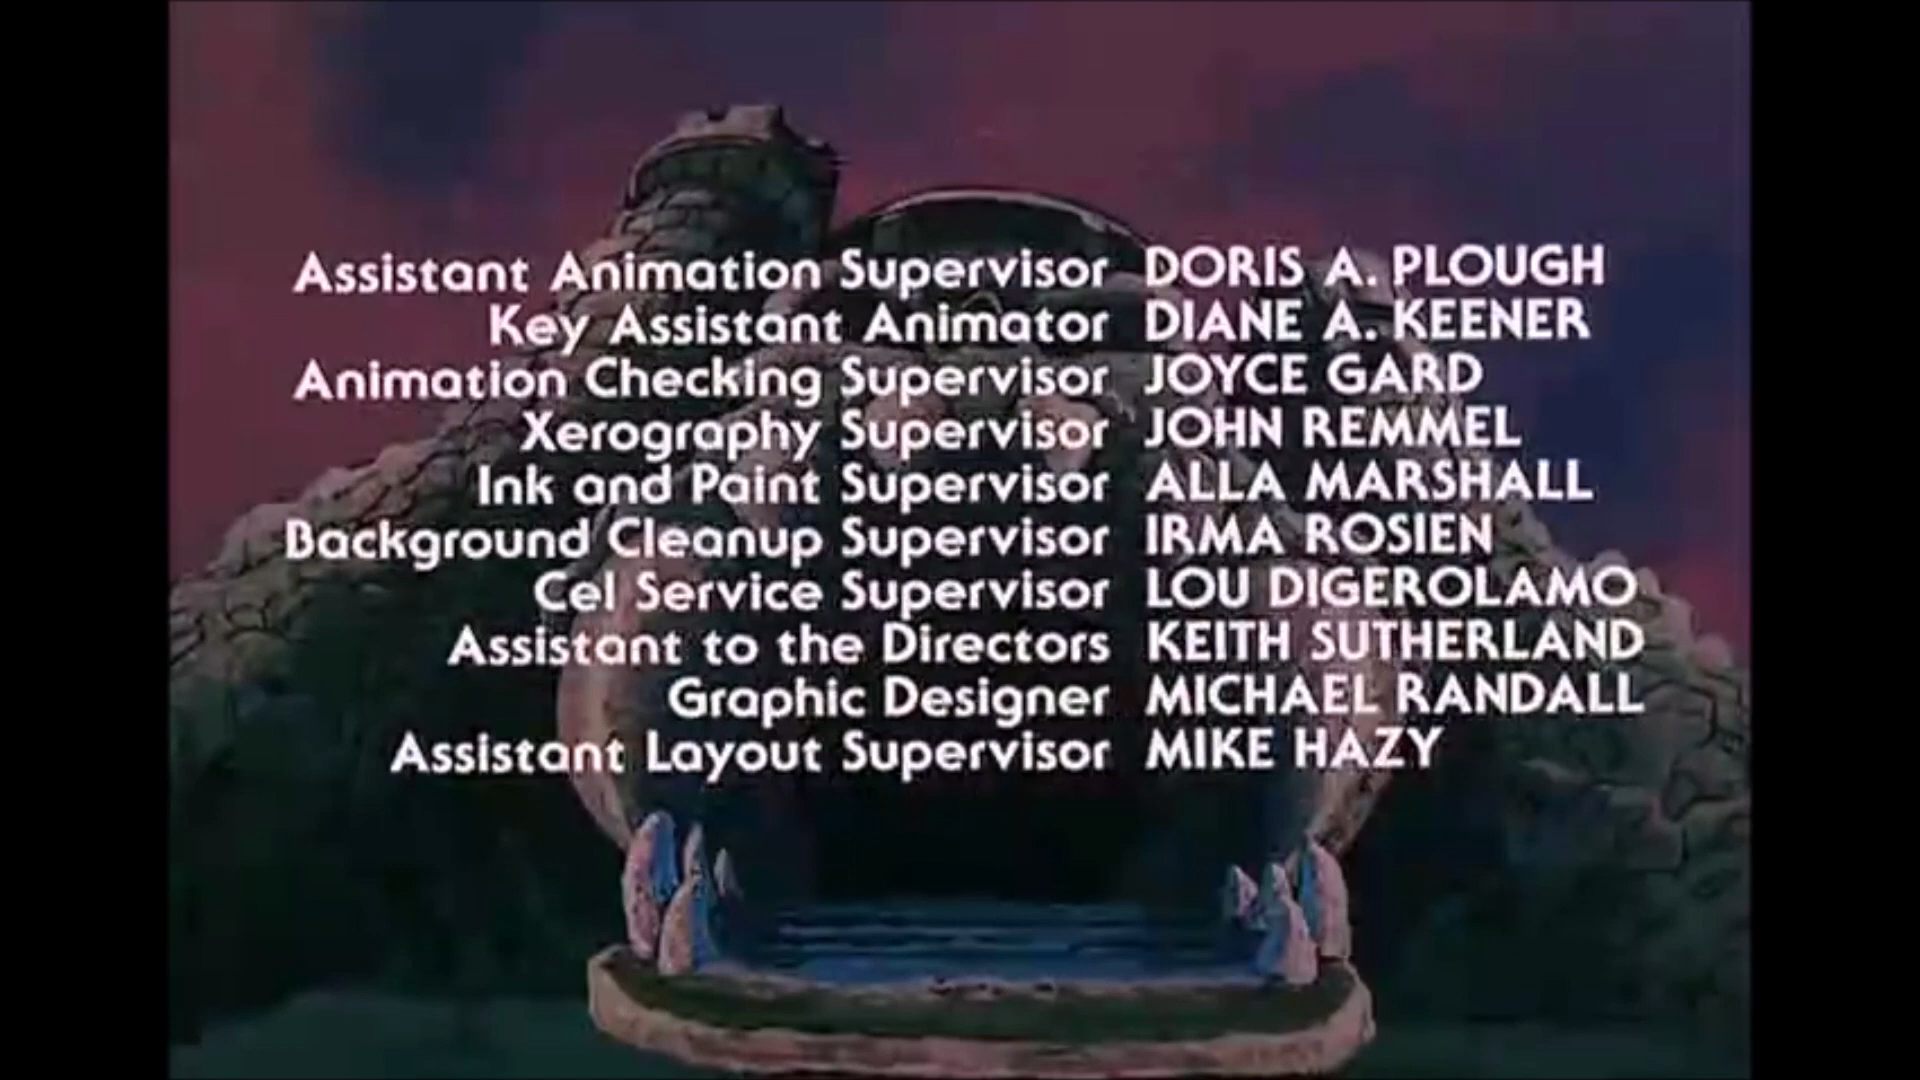 Assistant Animation Supervisor DORIS A. PLOUGH
Key Assistant Animator DIANE A. KEENER
Animation Checking Supervisor JOYCE GARD
Xerography Supervisor JOHN REMMEL
Ink and Paint Supervisor ALLA MARSHALL
Background Cleanup Supervisor IRMA ROSIEN
Cel Service Supervisor LOU DIGEROLAMO
Assistant to the Directors KEITH SUTHERLAND
Graphic Designer MICHAEL RANDALL
Assistant Layout Supervisor MIKE HAZY